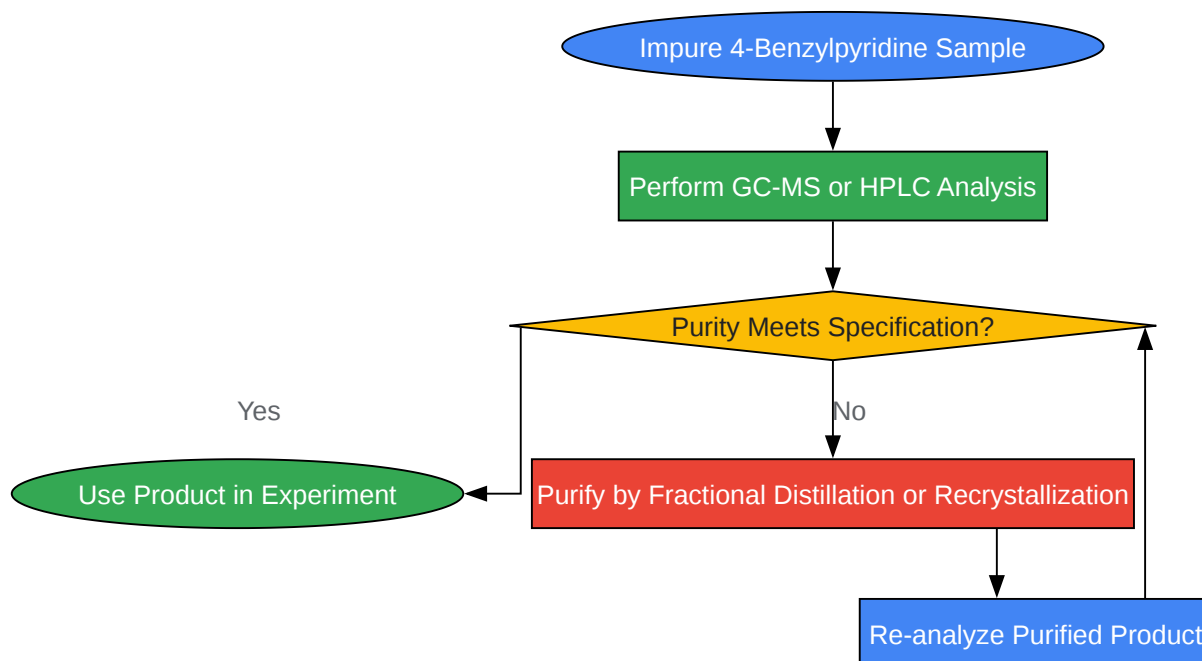 Impure 4-Benzylpyridine Sample
Perform GC-MS or HPLC Analysis
Purity Meets Specification?
Yes
No
Use Product in Experiment
Purify by Fractional Distillation or Recrystallization
Re-analyze Purified Product